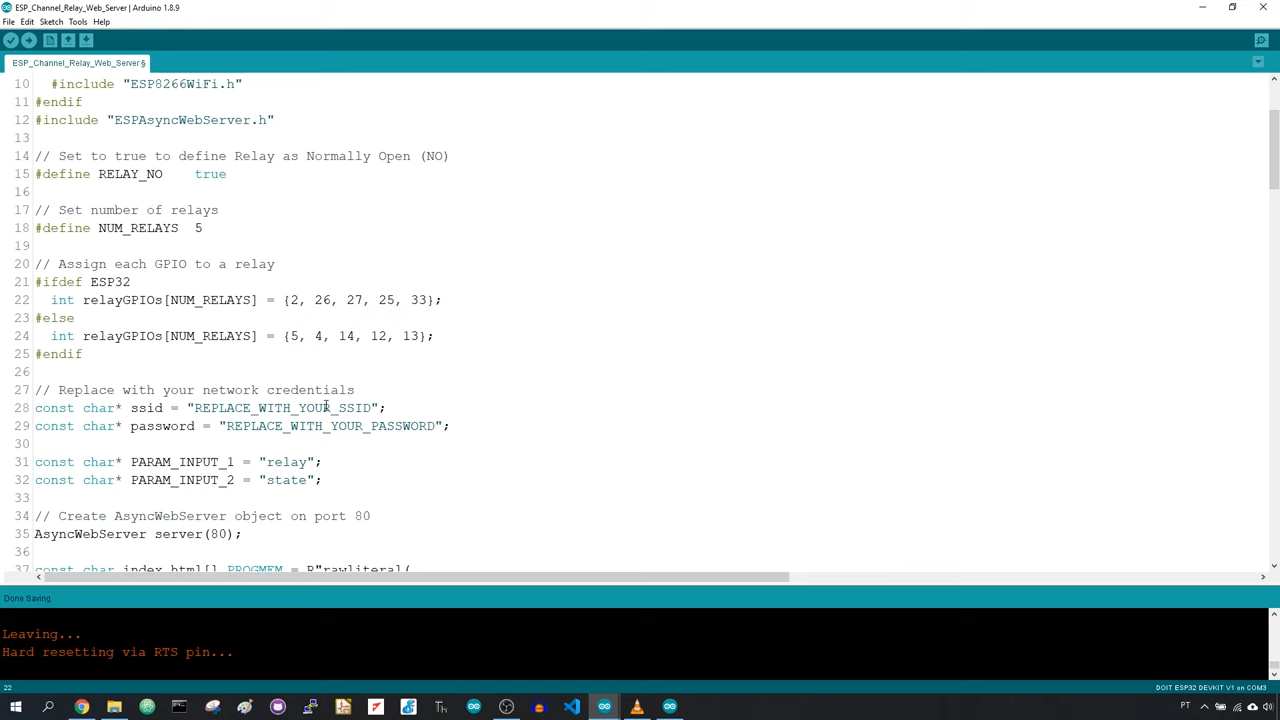 ESP_Channel_Relay_Web_Server | Arduino 1.8.9
File Edit Sketch Tools Help
ESP_Channel_Relay_Web_Server§
10   #include "ESP8266WiFi.h"
11 #endif
12 #include "ESPAsyncWebServer.h"
13
14 // Set to true to define Relay as Normally Open (NO)
15 #define RELAY_NO    true
16
17 // Set number of relays
18 #define NUM_RELAYS  5
19
20 // Assign each GPIO to a relay
21 #ifdef ESP32
22   int relayGPIOs[NUM_RELAYS] = {2, 26, 27, 25, 33};
23 #else
24   int relayGPIOs[NUM_RELAYS] = {5, 4, 14, 12, 13};
25 #endif
26
27 // Replace with your network credentials
28 const char* ssid = "REPLACE_WITH_YOUR_SSID";
29 const char* password = "REPLACE_WITH_YOUR_PASSWORD";
30
31 const char* PARAM_INPUT_1 = "relay";
32 const char* PARAM_INPUT_2 = "state";
33
34 // Create AsyncWebServer object on port 80
35 AsyncWebServer server(80);
36
37 const char index_html[] PROGMEM = R"rawliteral(
Done Saving.
Leaving...
Hard resetting via RTS pin...
22 DOIT ESP32 DEVKIT V1 on COM3
Th PT